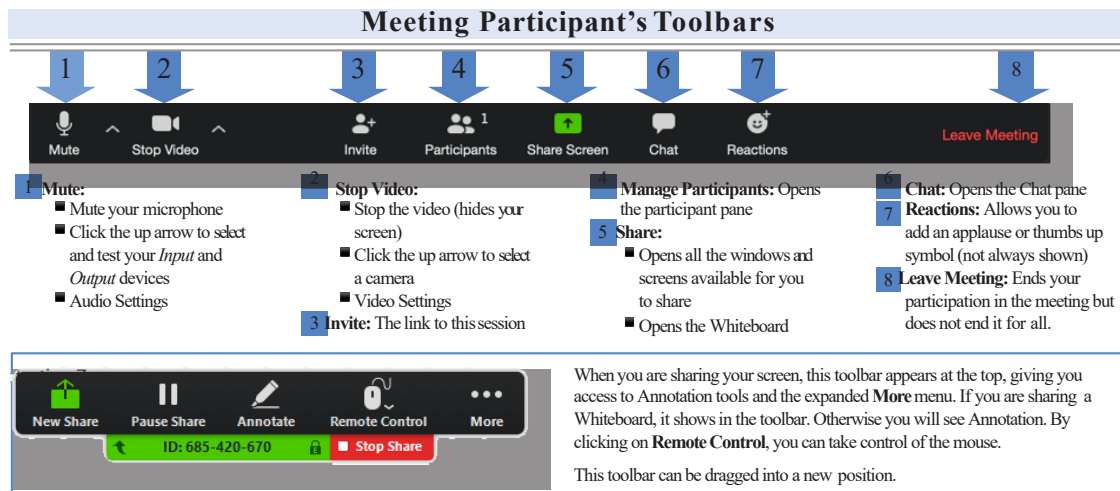 Meeting Participant's Toolbars
1 2 3 4 5 6 7 8
Mute Stop Video Invite Participants 1 Share Screen Chat Reactions Leave Meeting
1 Mute:
Mute your microphone
Click the up arrow to select
and test your Input and
Output devices
Audio Settings
2 Stop Video:
Stop the video (hides your
screen)
Click the up arrow to select
a camera
Video Settings
3 Invite: The link to this session
4 Manage Participants: Opens
the participant pane
5 Share:
Opens all the windows and
screens available for you
to share
Opens the Whiteboard
6 Chat: Opens the Chat pane
7 Reactions: Allows you to
add an applause or thumbs up
symbol (not always shown)
8 Leave Meeting: Ends your
participation in the meeting but
does not end it for all.
New Share Pause Share Annotate Remote Control More
ID: 685-420-670 Stop Share
When you are sharing your screen, this toolbar appears at the top, giving you
access to Annotation tools and the expanded More menu. If you are sharing a
Whiteboard, it shows in the toolbar. Otherwise you will see Annotation. By
clicking on Remote Control, you can take control of the mouse.
This toolbar can be dragged into a new position.